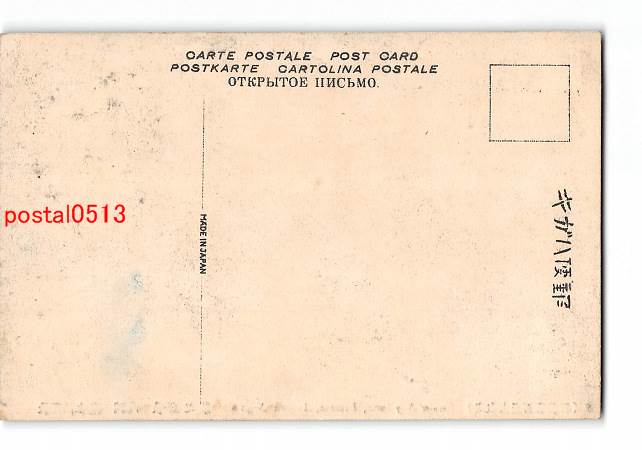 CARTE POSTALE POST CARD
POSTKARTE CARTOLINA POSTALE
ОТКРЫТОЕ ПИСЬМО.
postal0513
MADE IN JAPAN
キガハ便郵